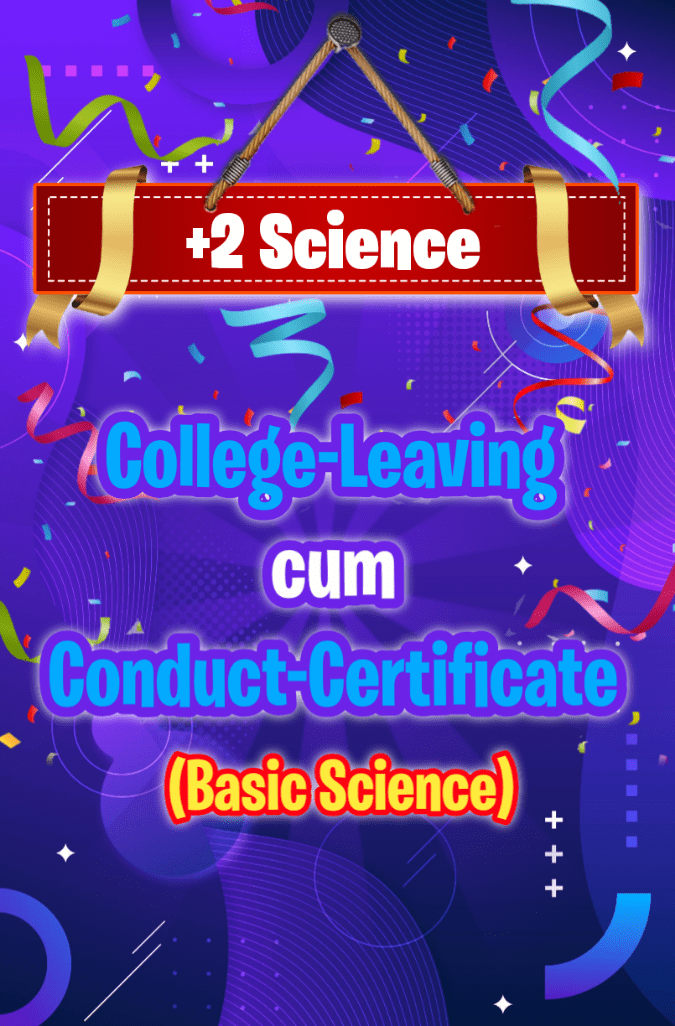 +2 Science
College-Leaving
cum
Conduct-Certificate
(Basic Science)